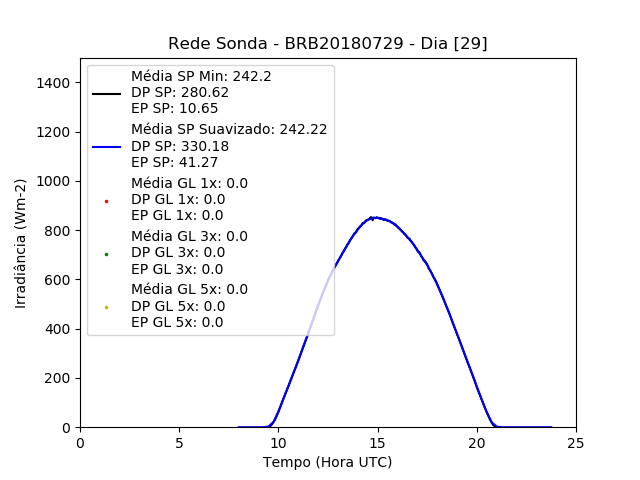 Rede Sonda - BRB20180729 - Dia [29]
Média SP Min: 242.2
DP SP: 280.62
EP SP: 10.65
Média SP Suavizado: 242.22
DP SP: 330.18
EP SP: 41.27
Média GL 1x: 0.0
DP GL 1x: 0.0
EP GL 1x: 0.0
Média GL 3x: 0.0
DP GL 3x: 0.0
EP GL 3x: 0.0
Média GL 5x: 0.0
DP GL 5x: 0.0
EP GL 5x: 0.0
Irradiância (Wm-2)
1400
1200
1000
800
600
400
200
0
0 5 10 15 20 25
Tempo (Hora UTC)